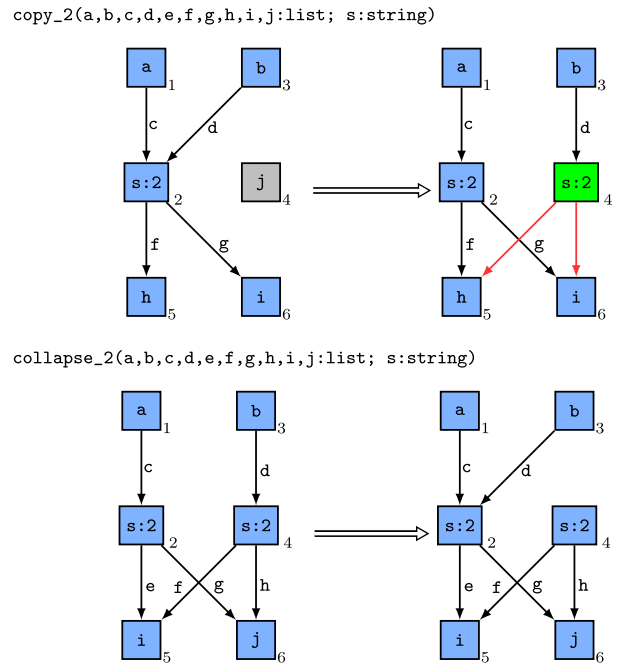 copy_2(a,b,c,d,e,f,g,h,i,j:list; s:string)
a b a b
1 3 1 3
c d c d
s:2 j s:2 s:2
2 4 2 4
f g f g
h i h i
5 6 5 6
collapse_2(a,b,c,d,e,f,g,h,i,j:list; s:string)
a b a b
1 3 1 3
c d c d
s:2 s:2 s:2 s:2
2 4 2 4
e f g h e f g h
i j i j
5 6 5 6